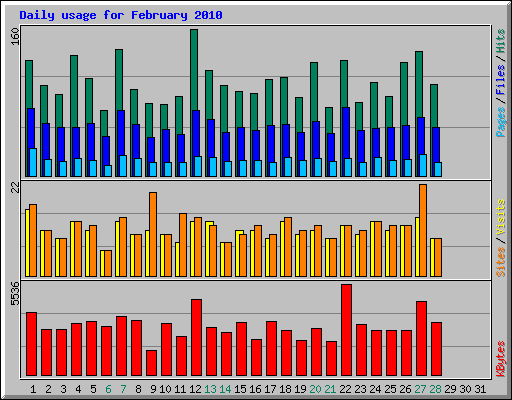 Daily usage for February 2010
160
Pages / Files / Hits
22
Sites / Visits
5536
KBytes
1 2 3 4 5 6 7 8 9 10 11 12 13 14 15 16 17 18 19 20 21 22 23 24 25 26 27 28 29 30 31